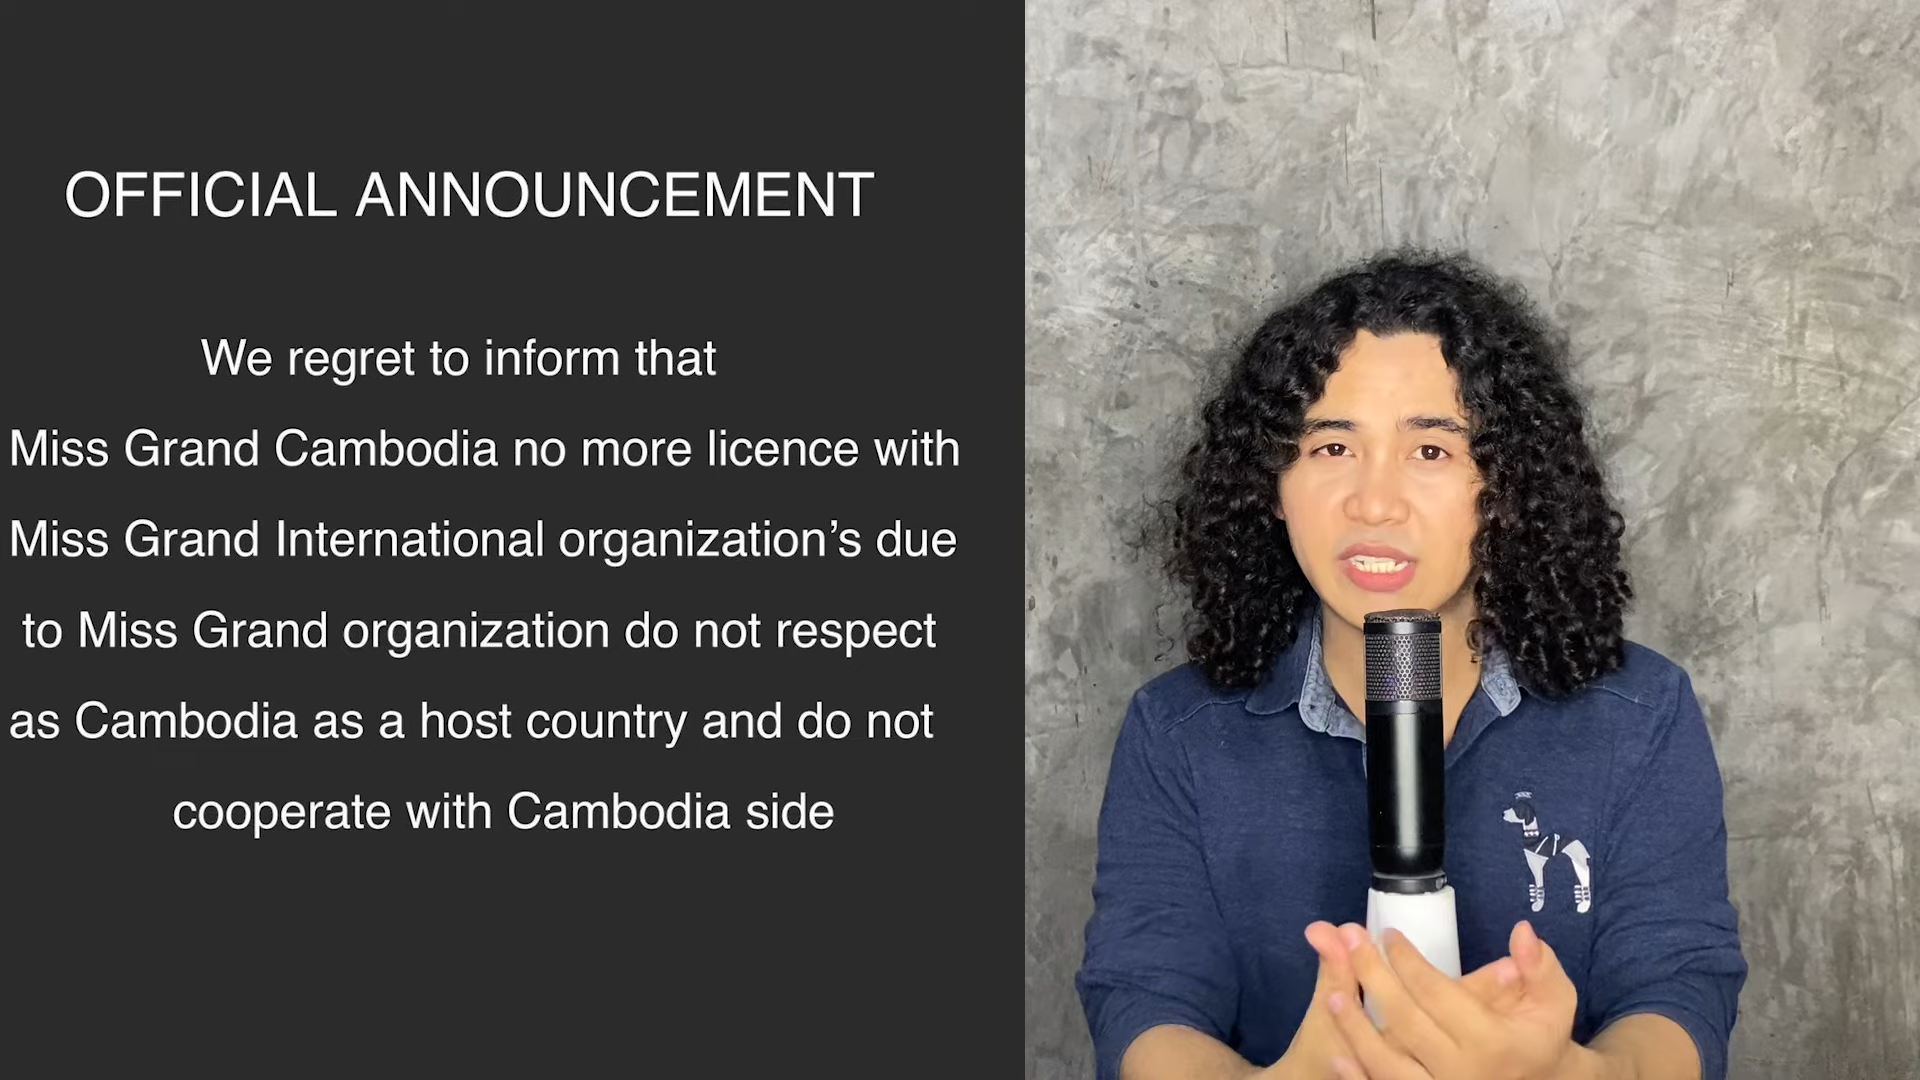 OFFICIAL ANNOUNCEMENT
We regret to inform that
Miss Grand Cambodia no more licence with
Miss Grand International organization’s due
to Miss Grand organization do not respect
as Cambodia as a host country and do not
cooperate with Cambodia side